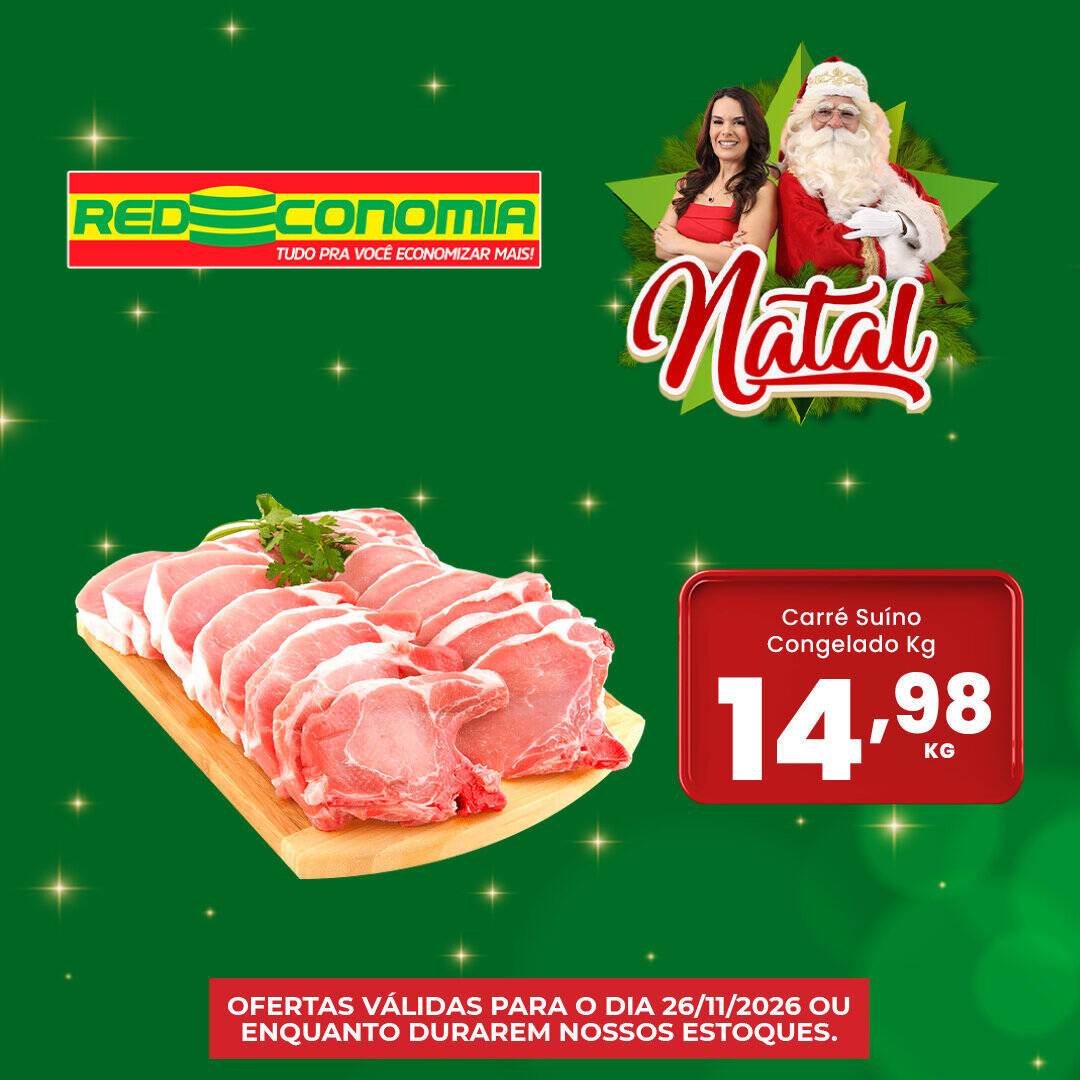 REDECONOMIA
TUDO PRA VOCÊ ECONOMIZAR MAIS!
Natal
Carré Suíno
Congelado Kg
14,98
KG
OFERTAS VÁLIDAS PARA O DIA 26/11/2026 OU
ENQUANTO DURAREM NOSSOS ESTOQUES.